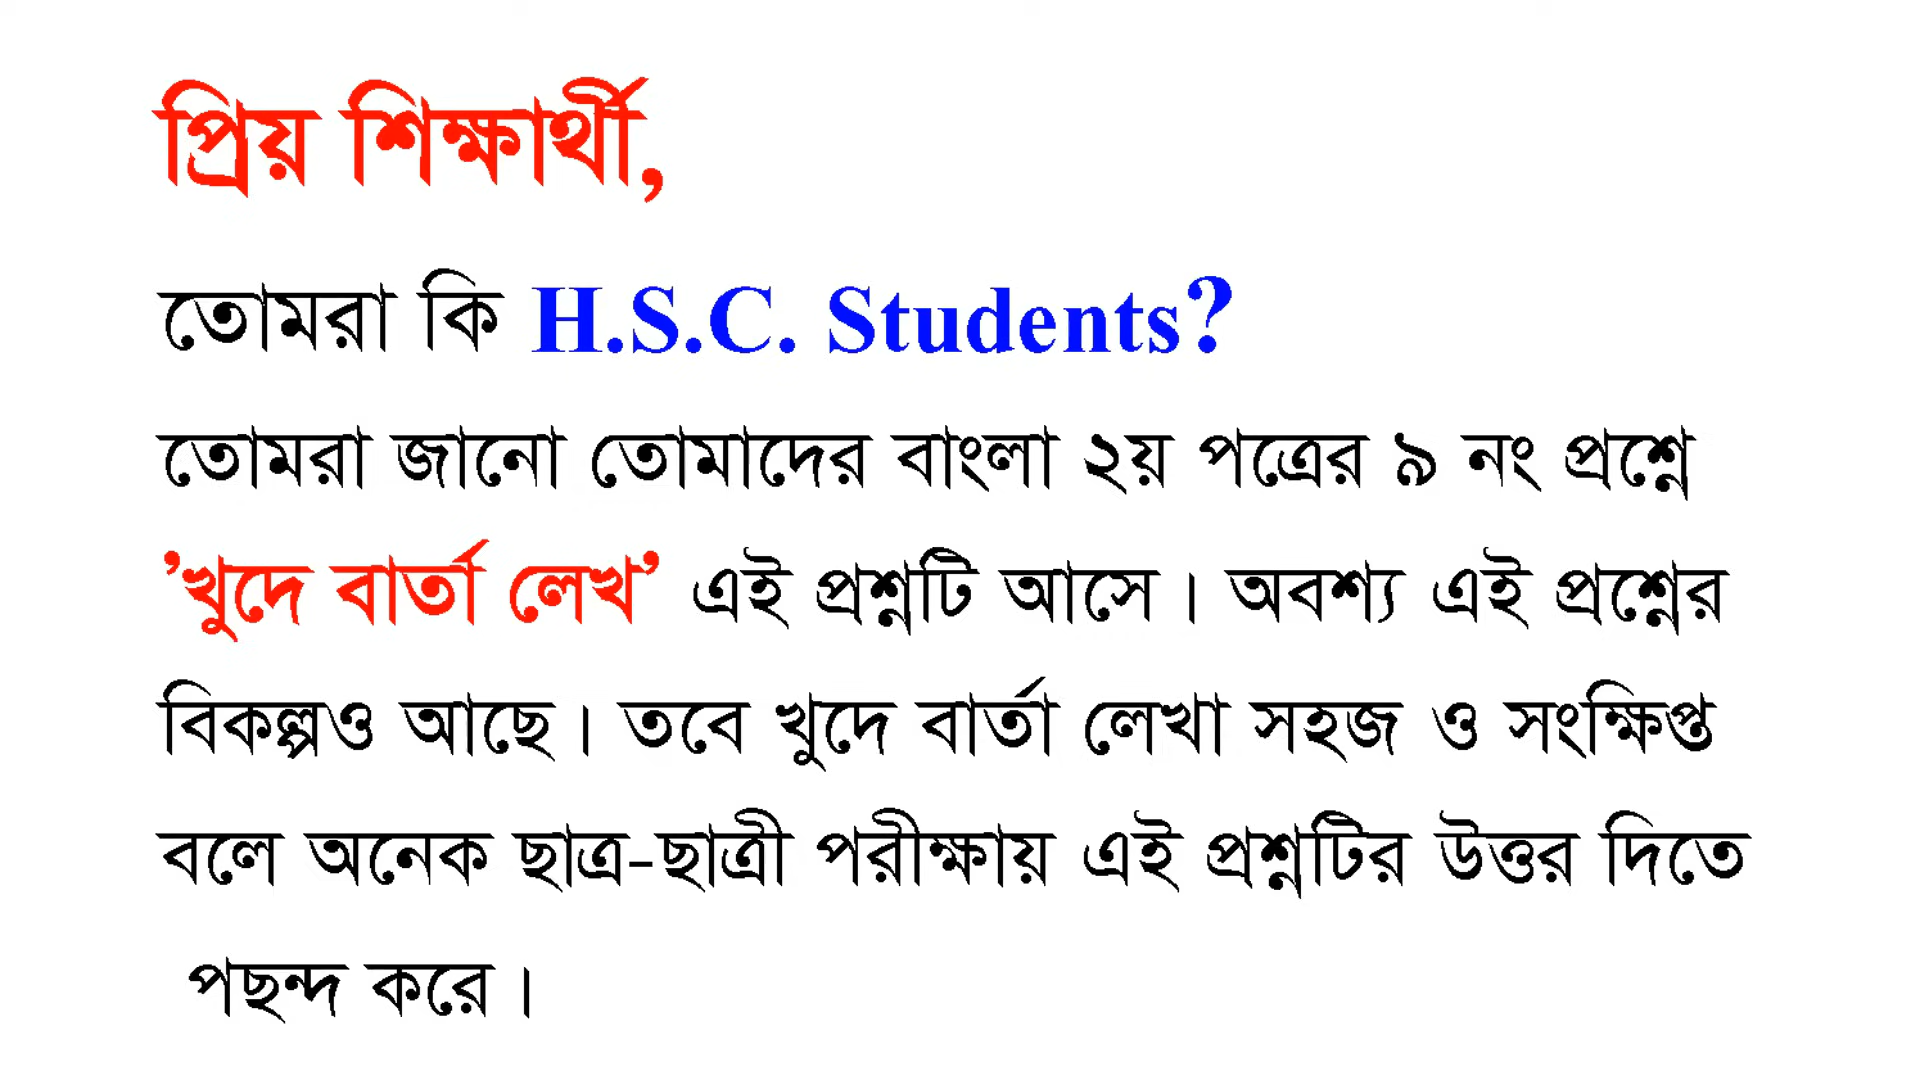 প্রিয় শিক্ষার্থী,
তোমরা কি H.S.C. Students?
তোমরা জানো তোমাদের বাংলা ২য় পত্রের ৯ নং প্রশ্নে
’খুদে বার্তা লেখ’ এই প্রশ্নটি আসে। অবশ্য এই প্রশ্নের
বিকল্পও আছে। তবে খুদে বার্তা লেখা সহজ ও সংক্ষিপ্ত
বলে অনেক ছাত্র-ছাত্রী পরীক্ষায় এই প্রশ্নটির উত্তর দিতে
পছন্দ করে।